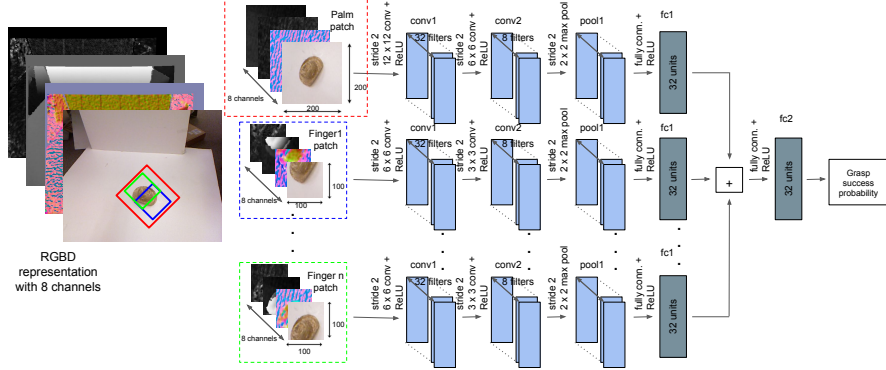 RGBD
representation
with 8 channels
Palm
patch
8 channels
200
200
stride 2
12 x 12 conv +
ReLU
conv1
32 filters
stride 2
6 x 6 conv +
ReLU
conv2
8 filters
stride 2
2 x 2 max pool
pool1
fully conn. +
ReLU
fc1
32 units
Finger1
patch
8 channels
100
100
stride 2
6 x 6 conv +
ReLU
conv1
32 filters
stride 2
3 x 3 conv +
ReLU
conv2
8 filters
stride 2
2 x 2 max pool
pool1
fully conn. +
ReLU
fc1
32 units
Finger n
patch
8 channels
100
100
stride 2
6 x 6 conv +
ReLU
conv1
32 filters
stride 2
3 x 3 conv +
ReLU
conv2
8 filters
stride 2
2 x 2 max pool
pool1
fully conn. +
ReLU
fc1
32 units
+
fully conn. +
ReLU
fc2
32 units
Grasp
success
probability